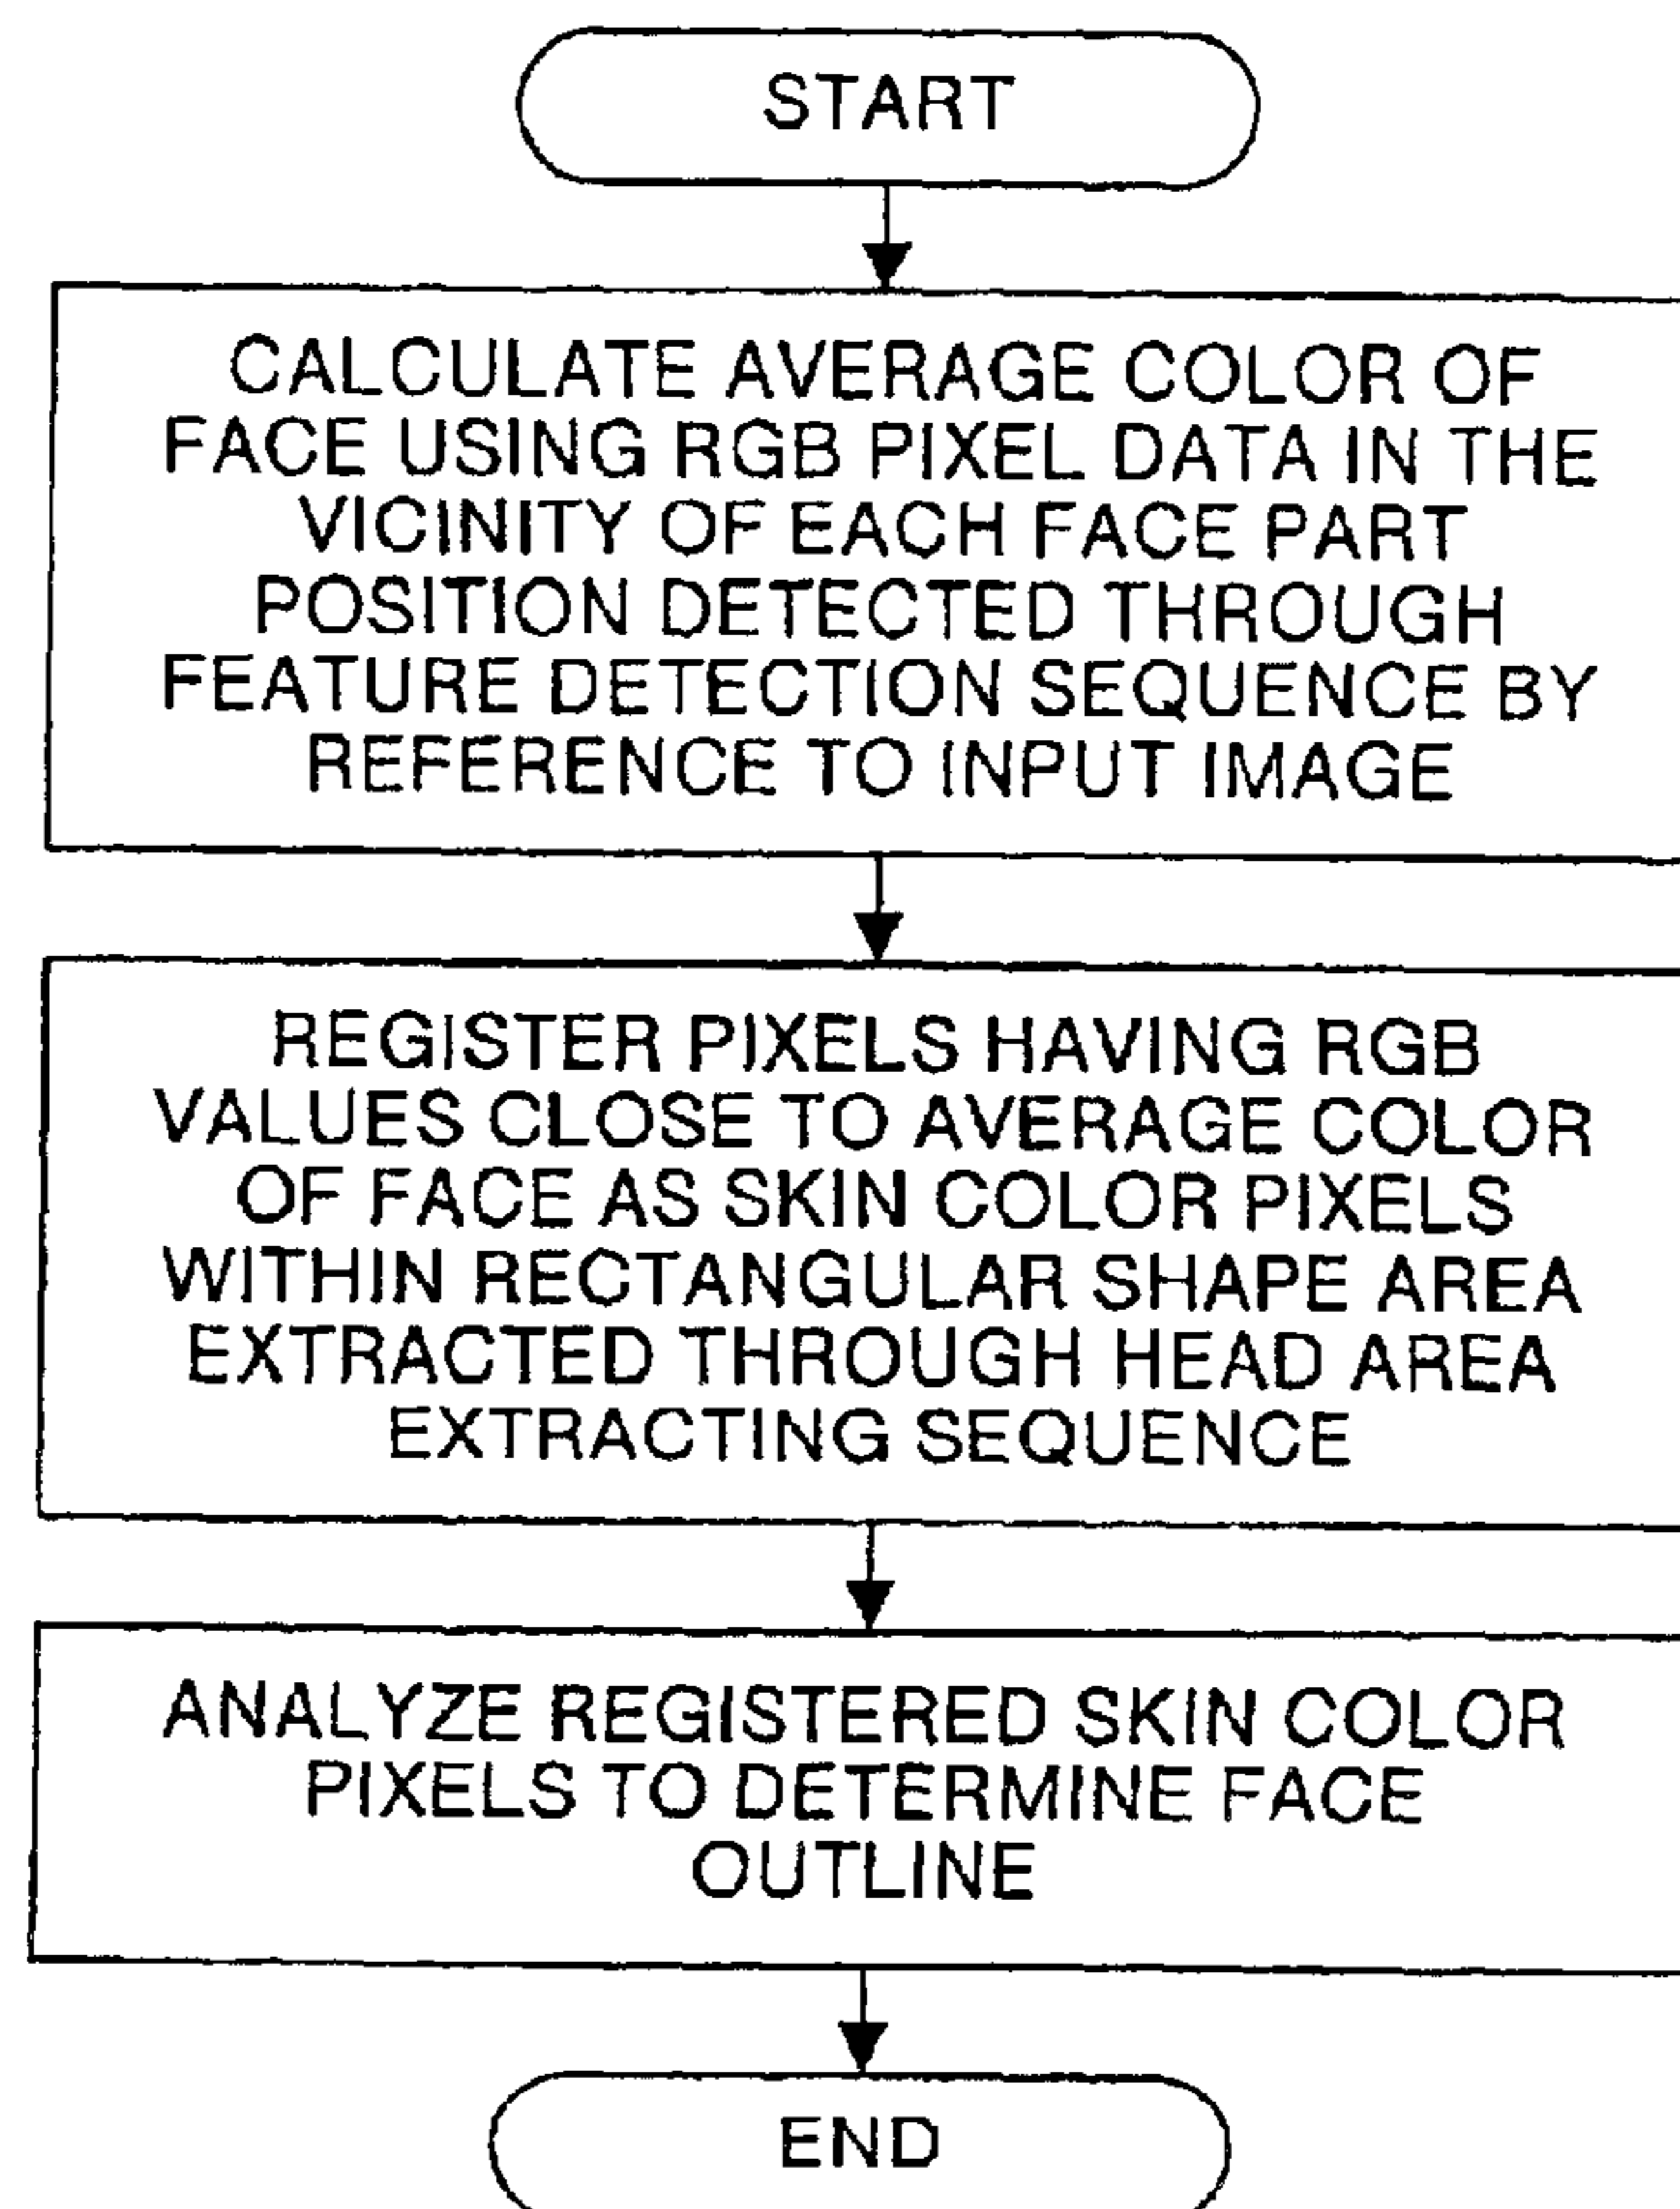 START
CALCULATE AVERAGE COLOR OF
FACE USING RGB PIXEL DATA IN THE
VICINITY OF EACH FACE PART
POSITION DETECTED THROUGH
FEATURE DETECTION SEQUENCE BY
REFERENCE TO INPUT IMAGE
REGISTER PIXELS HAVING RGB
VALUES CLOSE TO AVERAGE COLOR
OF FACE AS SKIN COLOR PIXELS
WITHIN RECTANGULAR SHAPE AREA
EXTRACTED THROUGH HEAD AREA
EXTRACTING SEQUENCE
ANALYZE REGISTERED SKIN COLOR
PIXELS TO DETERMINE FACE
OUTLINE
END